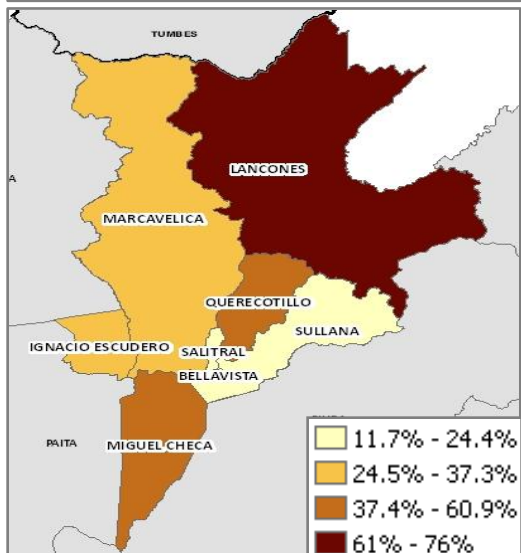 TUMBES
LANCONES
MARCAVELICA
QUERECOTILLO
SULLANA
IGNACIO ESCUDERO
SALITRAL
BELLAVISTA
PAITA
MIGUEL CHECA
11.7% - 24.4%
24.5% - 37.3%
37.4% - 60.9%
61% - 76%